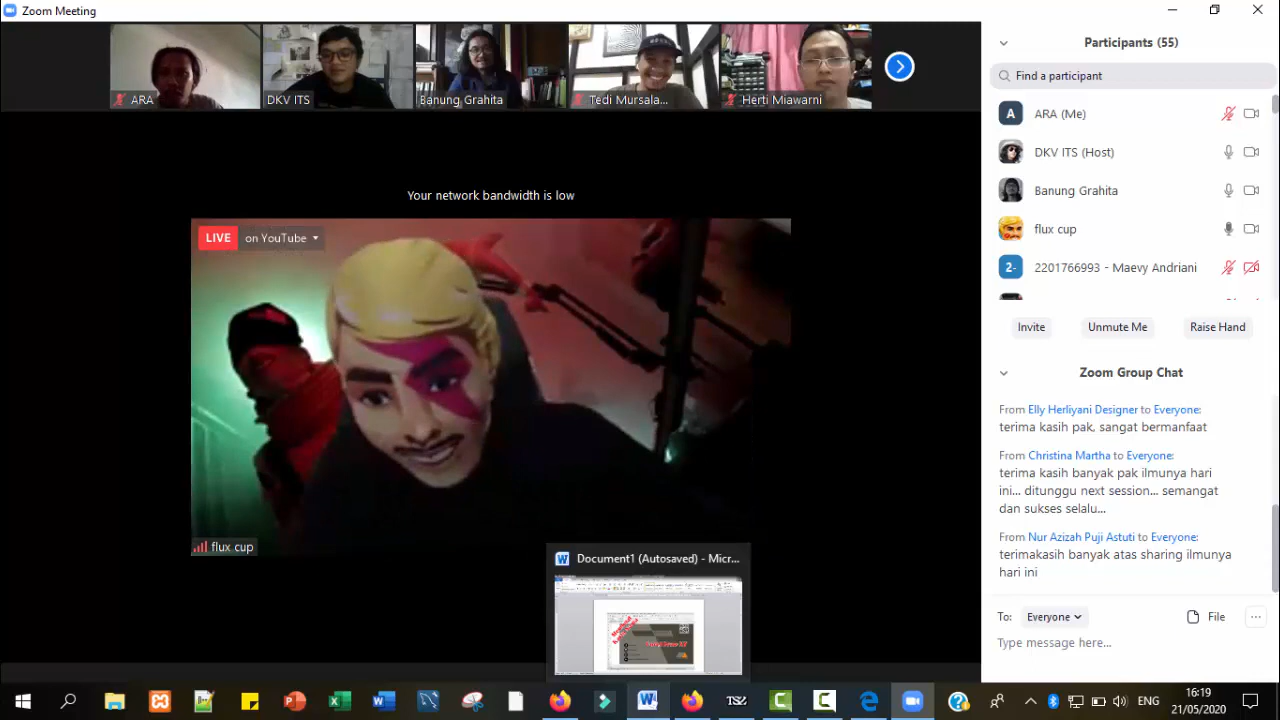 Zoom Meeting
ARA
DKV ITS
Banung Grahita
Tedi Mursala...
Herti Miawarni
Your network bandwidth is low
LIVE on YouTube
flux cup
Document1 (Autosaved) - Micr...
Participants (55)
Find a participant
A ARA (Me)
DKV ITS (Host)
Banung Grahita
flux cup
2- 2201766993 - Maevy Andriani
Invite Unmute Me Raise Hand
Zoom Group Chat
From Elly Herliyani Designer to Everyone:
terima kasih pak, sangat bermanfaat
From Christina Martha to Everyone:
terima kasih banyak pak ilmunya hari
ini... ditunggu next session... semangat
dan sukses selalu...
From Nur Azizah Puji Astuti to Everyone:
terimakasih banyak atas sharing ilmunya
hari ini
To: Everyone File
Type message here...
ENG
16:19
21/05/2020